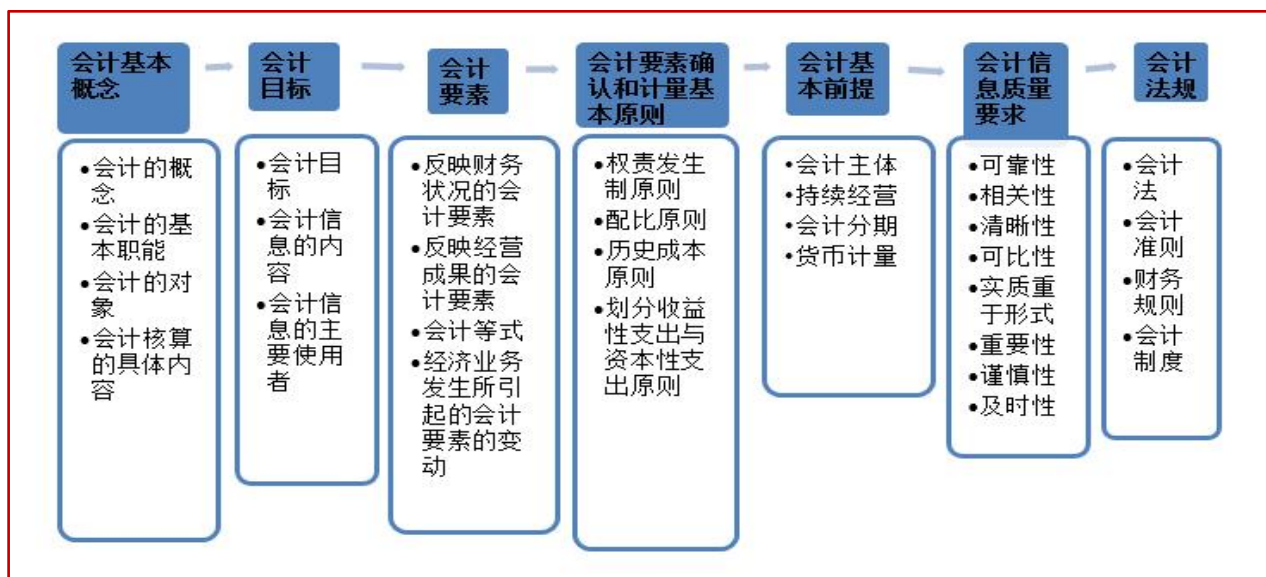 会计基本
概念
会计
目标
会计
要素
会计要素确
认和计量基
本原则
会计基
本前提
会计信
息质量
要求
会计
法规
•会计的概
念
•会计的基
本职能
•会计的对
象
•会计核算
的具体内
容
•会计目
标
•会计信
息的内
容
•会计信
息的主
要使用
者
•反映财务
状况的会
计要素
•反映经营
成果的会
计要素
•会计等式
•经济业务
发生所引
起的会计
要素的变
动
•权责发生
制原则
•配比原则
•历史成本
原则
•划分收益
性支出与
资本性支
出原则
•会计主体
•持续经营
•会计分期
•货币计量
•可靠性
•相关性
•清晰性
•可比性
•实质重
于形式
•重要性
•谨慎性
•及时性
•会计
法
•会计
准则
•财务
规则
•会计
制度